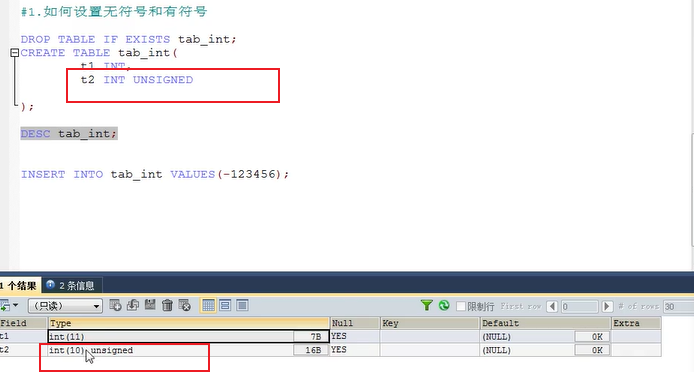 #1.如何设置无符号和有符号
DROP TABLE IF EXISTS tab_int;
CREATE TABLE tab_int(
t1 INT,
t2 INT UNSIGNED
);
DESC tab_int;
INSERT INTO tab_int VALUES(-123456);
1 个结果 2 条信息
(只读) 限制行 First row 0 # of rows 30
Field Type Null Key Default Extra
t1 int(11) 7B YES (NULL) 0K
t2 int(10) unsigned 16B YES (NULL) 0K